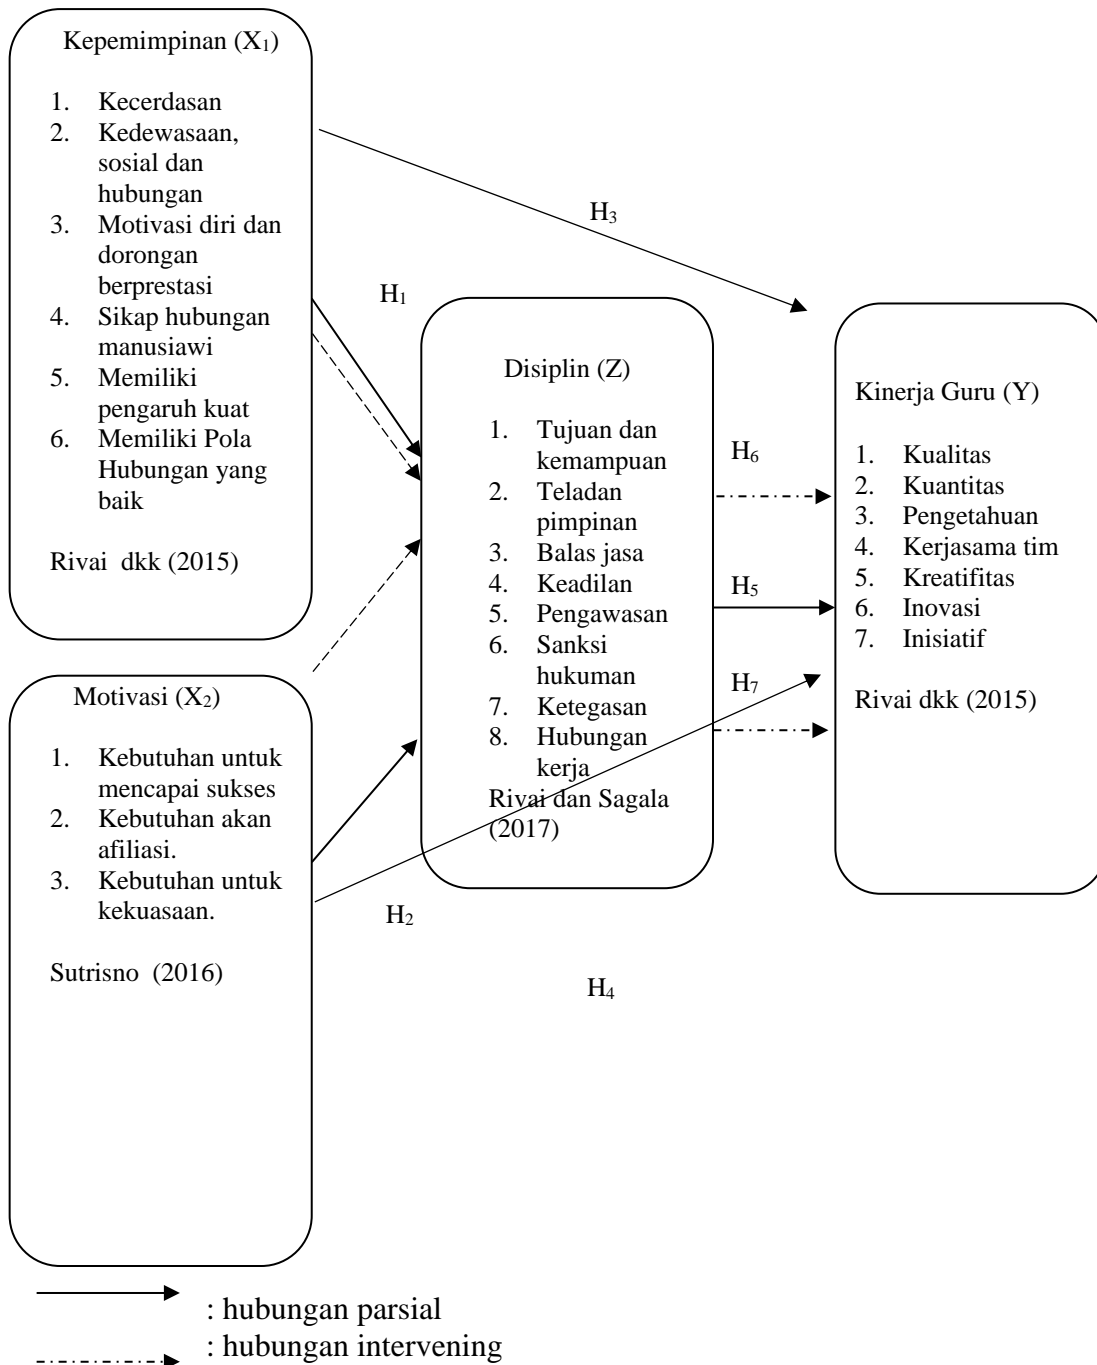 Kepemimpinan (X₁)
1. Kecerdasan
2. Kedewasaan,
sosial dan
hubungan
3. Motivasi diri dan
dorongan
berprestasi
4. Sikap hubungan
manusiawi
5. Memiliki
pengaruh kuat
6. Memiliki Pola
Hubungan yang
baik
Rivai dkk (2015)
Motivasi (X₂)
1. Kebutuhan untuk
mencapai sukses
2. Kebutuhan akan
afiliasi.
3. Kebutuhan untuk
kekuasaan.
Sutrisno (2016)
H₁
H₂
H₃
H₄
Disiplin (Z)
1. Tujuan dan
kemampuan
2. Teladan
pimpinan
3. Balas jasa
4. Keadilan
5. Pengawasan
6. Sanksi
hukuman
7. Ketegasan
8. Hubungan
kerja
Rivai dan Sagala
(2017)
H₆
H₅
H₇
Kinerja Guru (Y)
1. Kualitas
2. Kuantitas
3. Pengetahuan
4. Kerjasama tim
5. Kreatifitas
6. Inovasi
7. Inisiatif
Rivai dkk (2015)
: hubungan parsial
: hubungan intervening